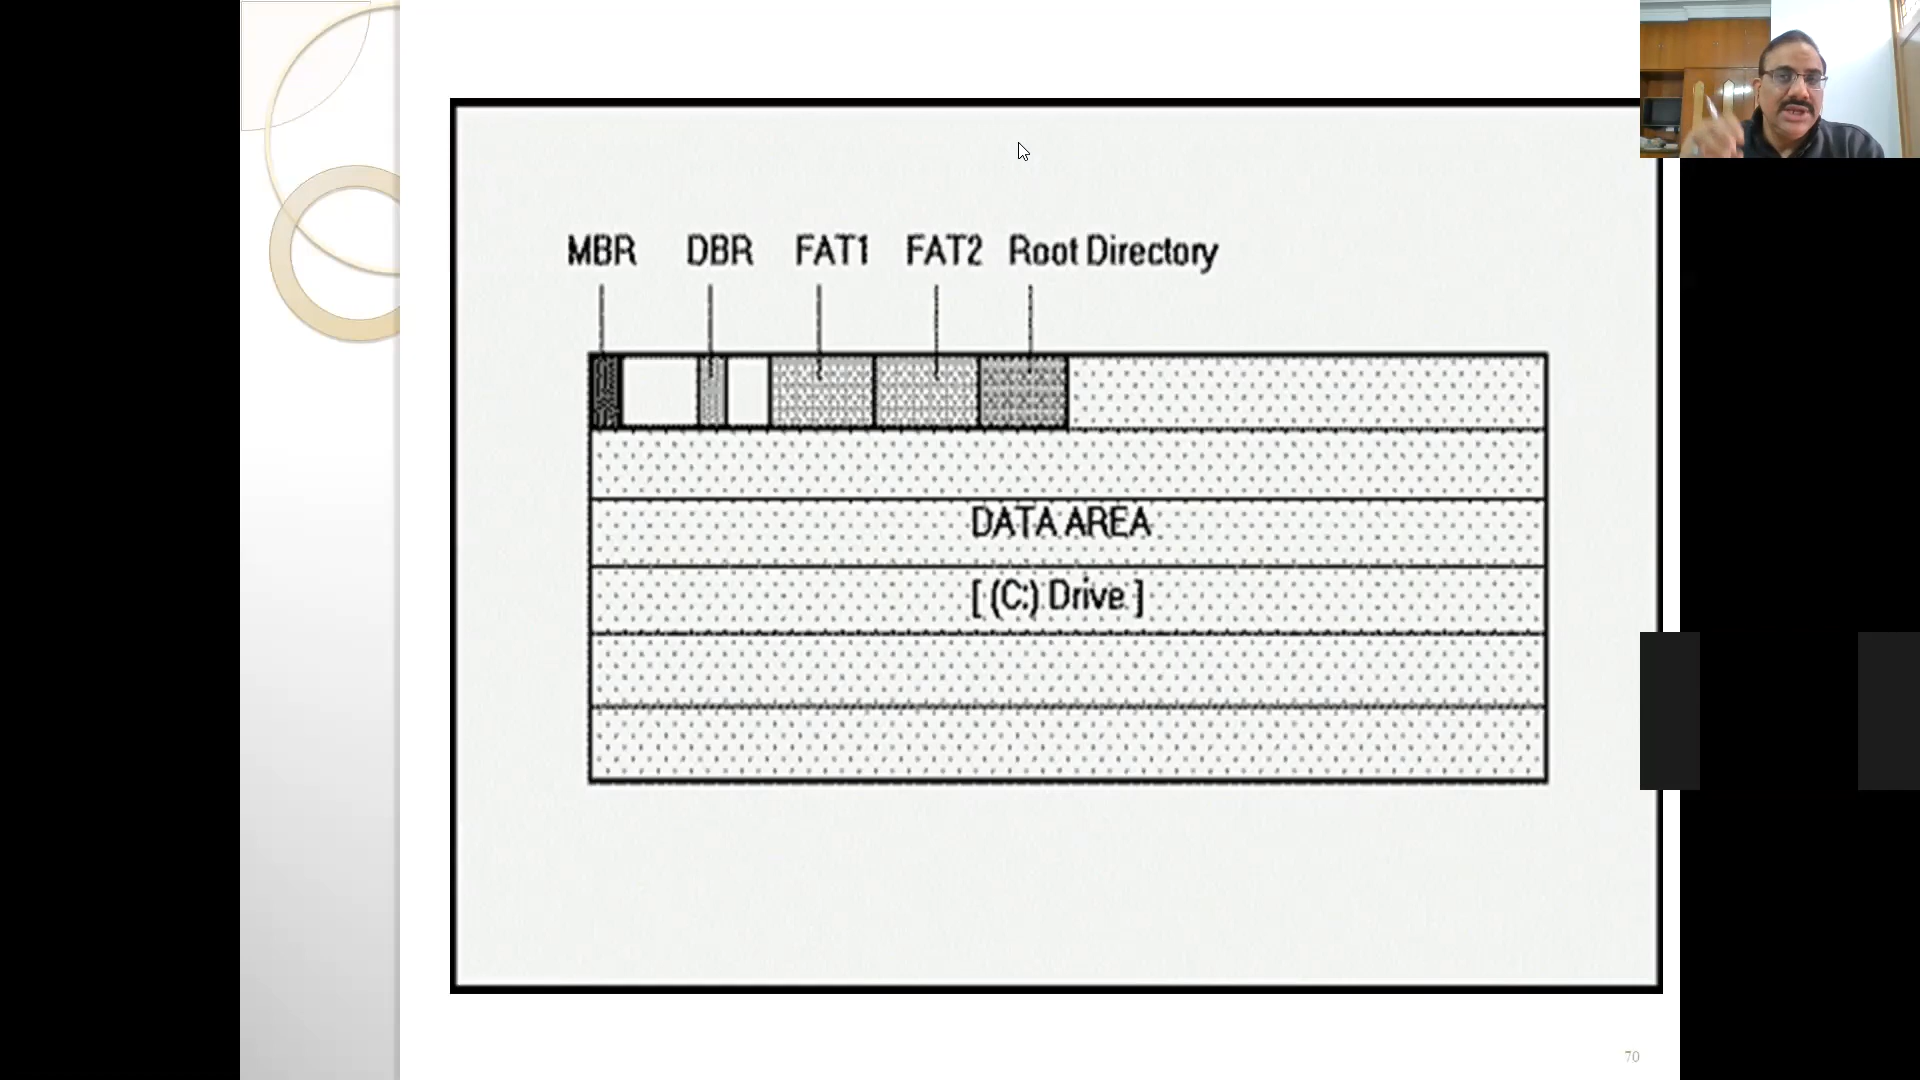 MBR DBR FAT1 FAT2 Root Directory
DATA AREA
[ (C:) Drive ]
70